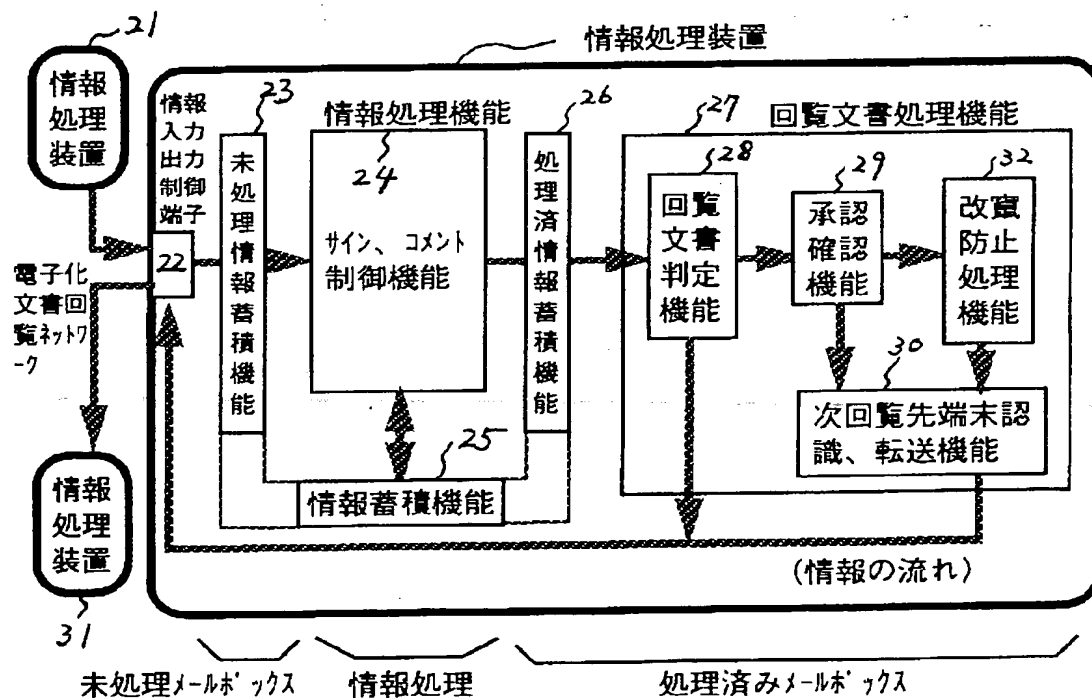 情報処理装置
21
情報
処理
装置
情報
入力
出力
制御
端子
22
電子化
文書回
覧ネットワ
ーク
情報
処理
装置
31
23
未処理情報蓄積機能
情報処理機能
24
サイン、コメント
制御機能
25
情報蓄積機能
26
処理済情報蓄積機能
27
回覧文書処理機能
28
回覧
文書
判定
機能
29
承認
確認
機能
32
改竄
防止
処理
機能
30
次回覧先端末認
識、転送機能
(情報の流れ)
未処理メールボックス
情報処理
処理済みメールボックス